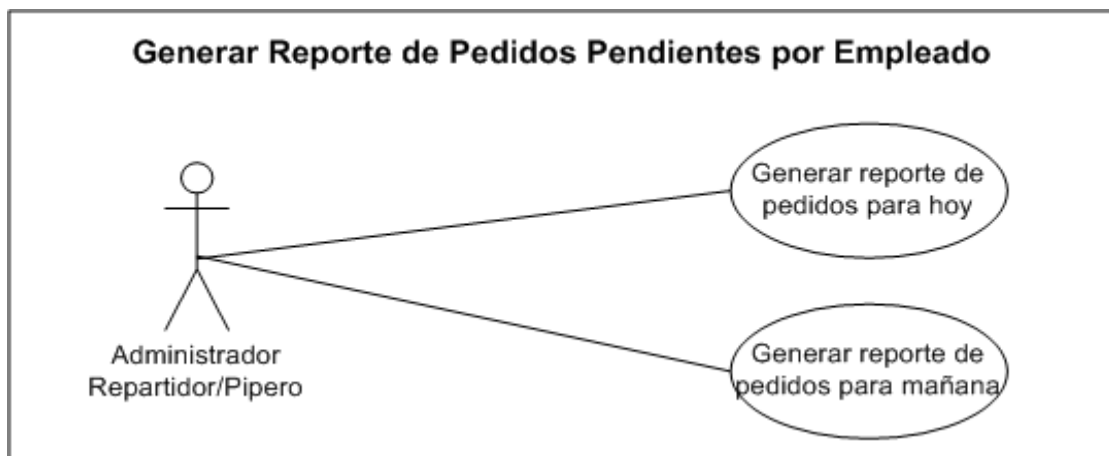 Generar Reporte de Pedidos Pendientes por Empleado
Generar reporte de
pedidos para hoy
Administrador
Repartidor/Pipero
Generar reporte de
pedidos para mañana